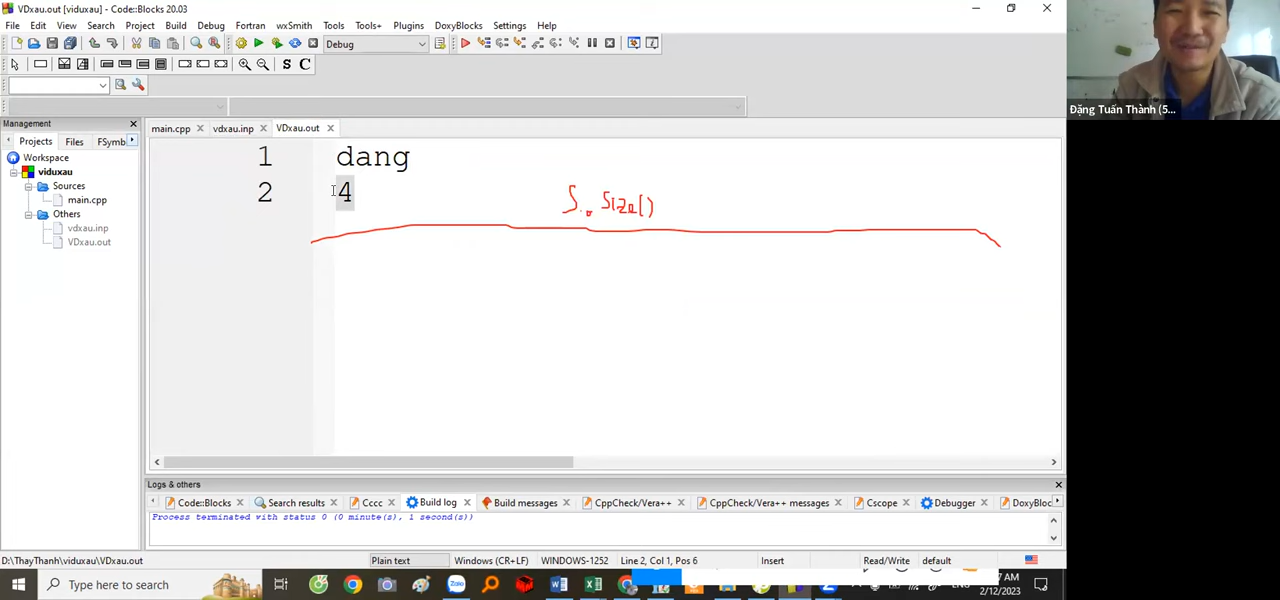 VDxau.out [viduxau] - Code::Blocks 20.03
File Edit View Search Project Build Debug Fortran wxSmith Tools Tools+ Plugins DoxyBlocks Settings Help
Debug
S C
Management
Projects Files FSymb
Workspace
viduxau
Sources
main.cpp
Others
vdxau.inp
VDxau.out
main.cpp vdxau.inp VDxau.out
1 dang
2 4
S. Size()
Đặng Tuấn Thành (5...
Logs & others
Code::Blocks Search results Cccc Build log Build messages CppCheck/Vera++ CppCheck/Vera++ messages Cscope Debugger DoxyBloc
Process terminated with status 0 (0 minute(s), 1 second(s))
D:\ThayThanh\viduxau\VDxau.out Plain text Windows (CR+LF) WINDOWS-1252 Line 2, Col 1, Pos 6 Insert Read/Write default
Type here to search
Zalo
7 AM
2/12/2023